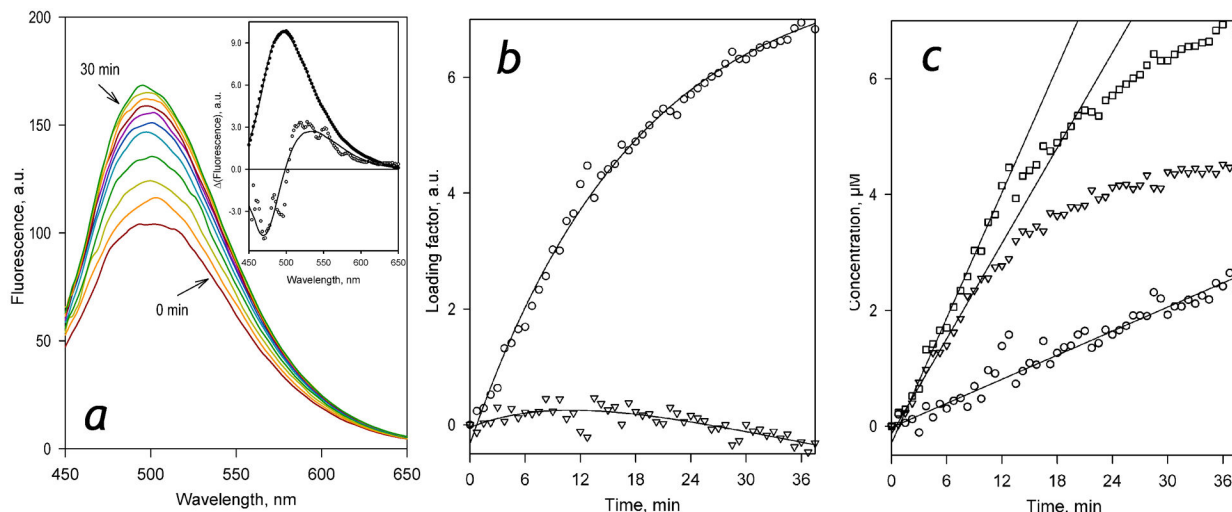 a
Fluorescence, a.u.
200
150
100
50
0
30 min
0 min
450 500 550 600 650
Wavelength, nm
Δ(Fluorescence), a.u.
9.0
6.0
3.0
0.0
-3.0
450 500 550 600 650
Wavelength, nm
b
Loading factor, a.u.
6
4
2
0
0 6 12 18 24 30 36
Time, min
c
Concentration, µM
6
4
2
0
0 6 12 18 24 30 36
Time, min